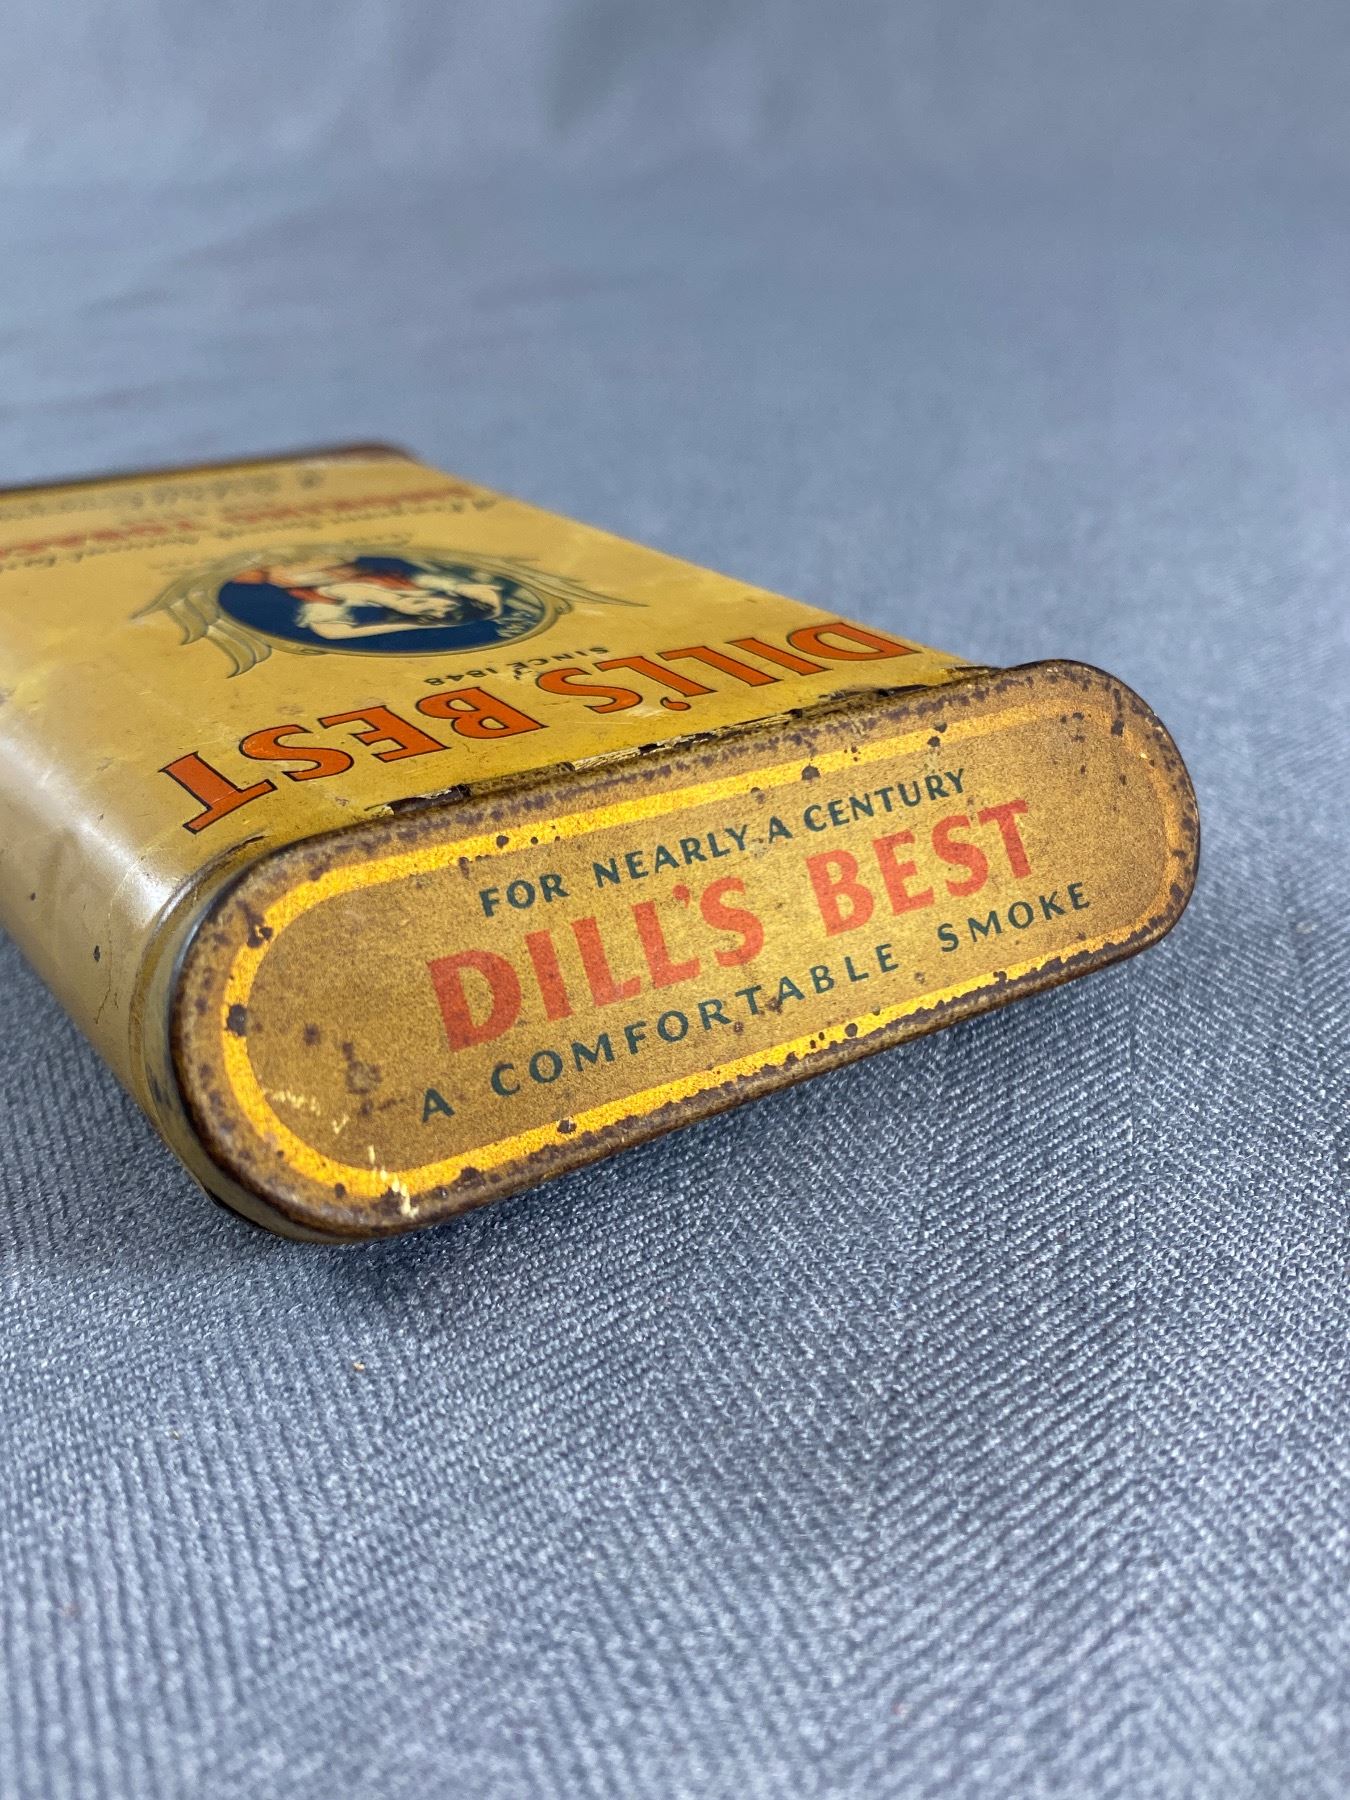 FOR NEARLY A CENTURY
DILL'S BEST
A COMFORTABLE SMOKE
DILL'S BEST
SINCE 1848